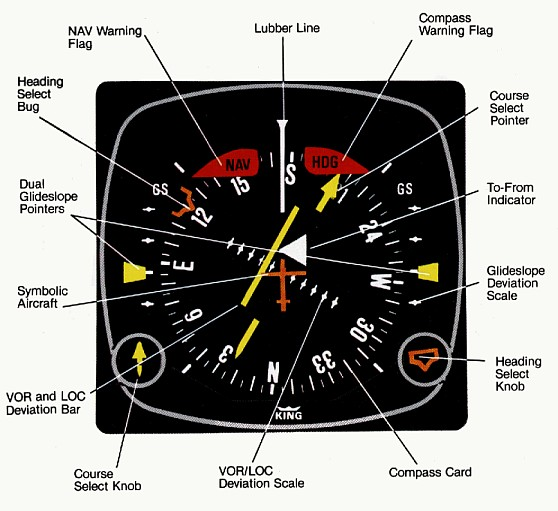 NAV Warning
Flag
Lubber Line
Compass
Warning Flag
Heading
Select
Bug
Course
Select
Pointer
Dual
Glideslope
Pointers
To-From
Indicator
Symbolic
Aircraft
Glideslope
Deviation
Scale
VOR and LOC
Deviation Bar
Heading
Select
Knob
Course
Select Knob
VOR/LOC
Deviation Scale
Compass Card
NAV
HDG
GS
GS
12
15
S
24
W
30
33
N
3
6
E
KING